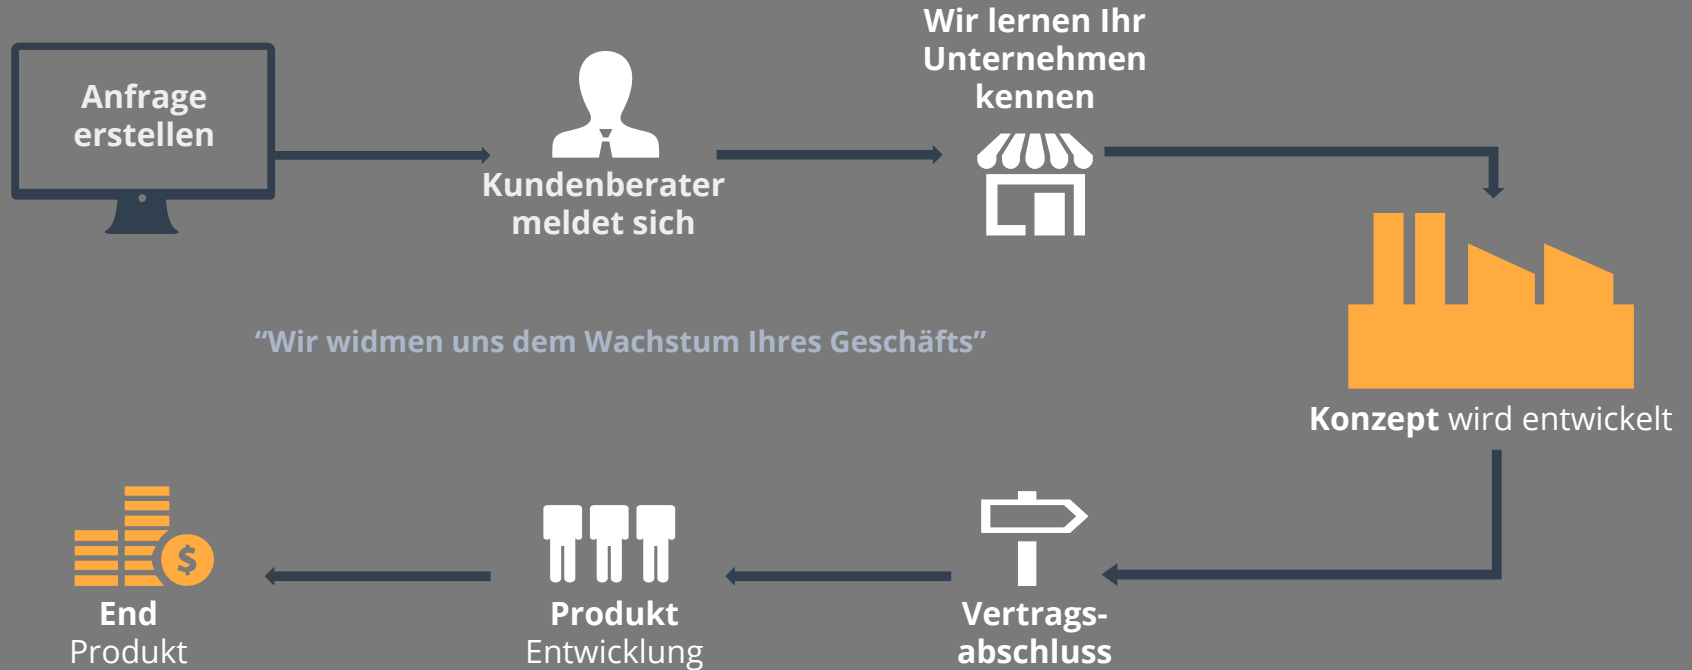 Anfrage
erstellen
Kundenberater
meldet sich
Wir lernen Ihr
Unternehmen
kennen
“Wir widmen uns dem Wachstum Ihres Geschäfts”
Konzept wird entwickelt
Vertrags-
abschluss
Produkt
Entwicklung
$
End
Produkt